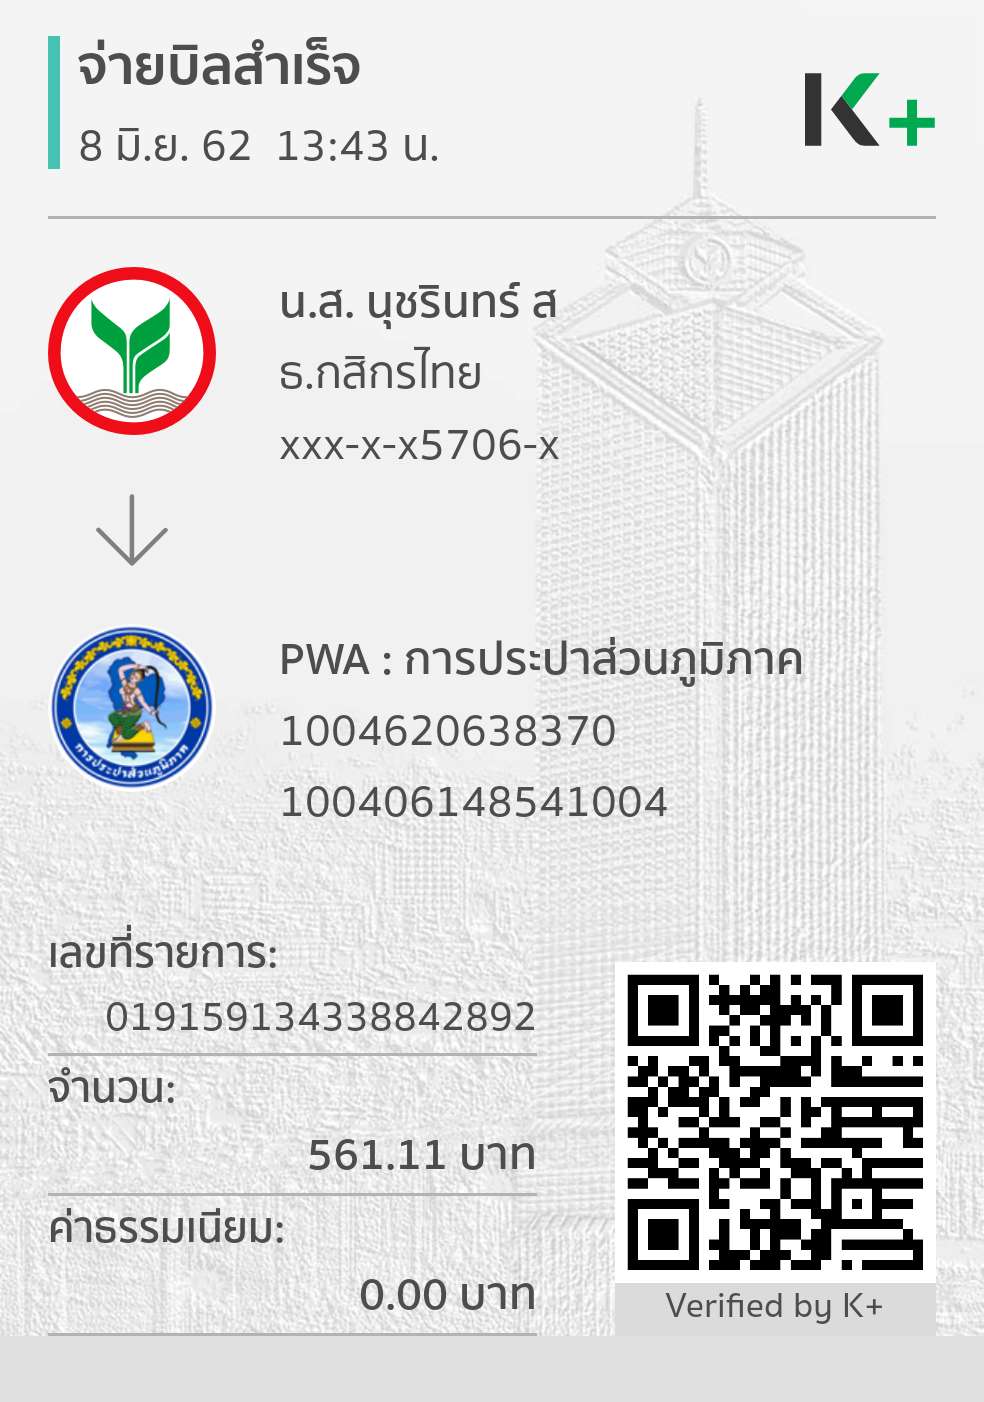 จ่ายบิลสำเร็จ
8 มิ.ย. 62 13:43 น.
K+
น.ส. นุชรินทร์ ส
ธ.กสิกรไทย
xxx-x-x5706-x
PWA : การประปาส่วนภูมิภาค
1004620638370
100406148541004
การประปาส่วนภูมิภาค
เลขที่รายการ:
019159134338842892
จำนวน:
561.11 บาท
ค่าธรรมเนียม:
0.00 บาท
Verified by K+